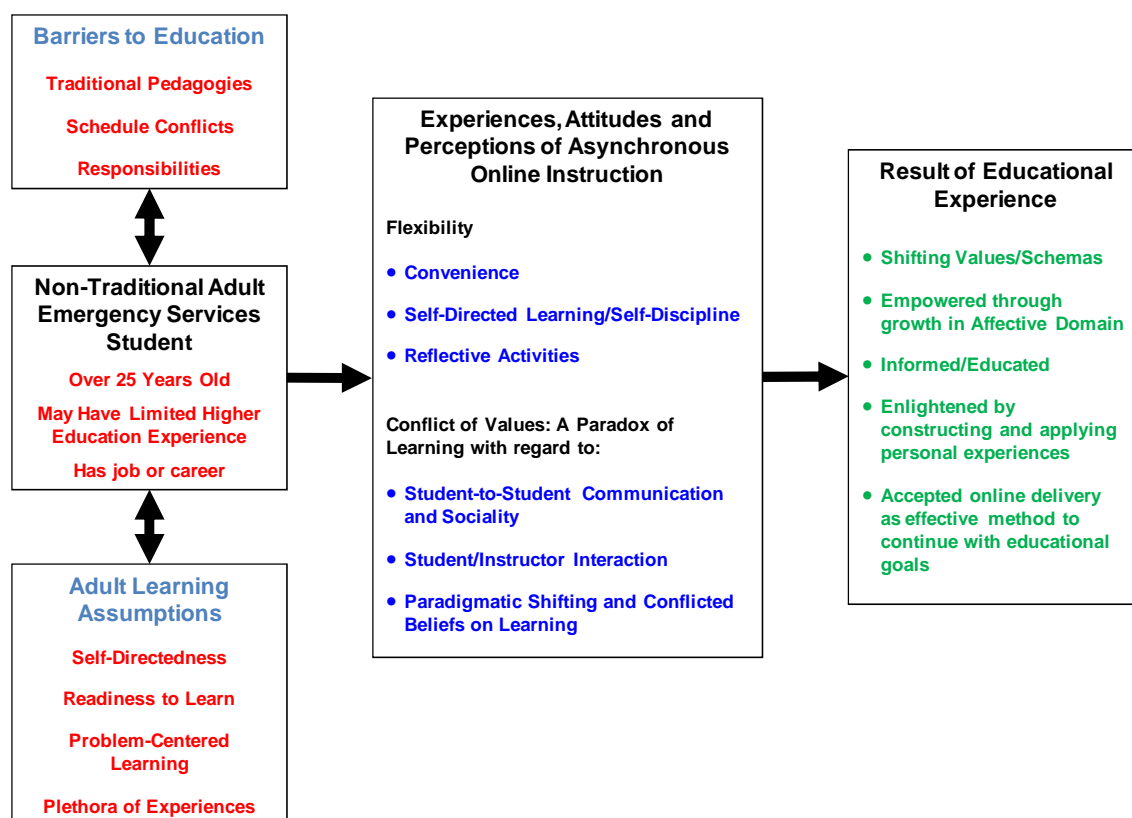 Barriers to Education
Traditional Pedagogies
Schedule Conflicts
Responsibilities
Non-Traditional Adult
Emergency Services
Student
Over 25 Years Old
May Have Limited Higher
Education Experience
Has job or career
Adult Learning
Assumptions
Self-Directedness
Readiness to Learn
Problem-Centered
Learning
Plethora of Experiences
Experiences, Attitudes and
Perceptions of Asynchronous
Online Instruction
Flexibility
• Convenience
• Self-Directed Learning/Self-Discipline
• Reflective Activities
Conflict of Values: A Paradox of
Learning with regard to:
• Student-to-Student Communication
and Sociality
• Student/Instructor Interaction
• Paradigmatic Shifting and Conflicted
Beliefs on Learning
Result of Educational
Experience
• Shifting Values/Schemas
• Empowered through
growth in Affective Domain
• Informed/Educated
• Enlightened by
constructing and applying
personal experiences
• Accepted online delivery
as effective method to
continue with educational
goals